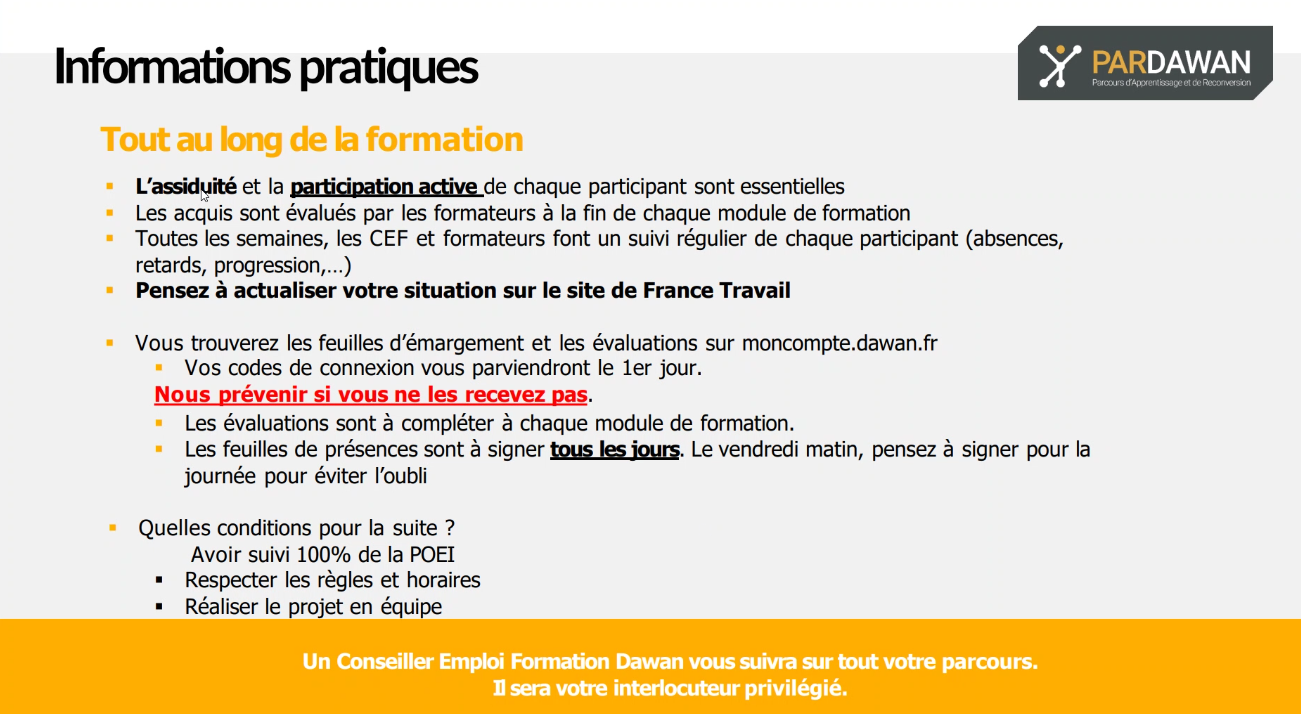 Informations pratiques
PARDAWAN
Parcours d'Apprentissage et de Reconversion
Tout au long de la formation
L'assiduité et la participation active de chaque participant sont essentielles
Les acquis sont évalués par les formateurs à la fin de chaque module de formation
Toutes les semaines, les CEF et formateurs font un suivi régulier de chaque participant (absences,
retards, progression,...)
Pensez à actualiser votre situation sur le site de France Travail
Vous trouverez les feuilles d'émargement et les évaluations sur moncompte.dawan.fr
Vos codes de connexion vous parviendront le 1er jour.
Nous prévenir si vous ne les recevez pas.
Les évaluations sont à compléter à chaque module de formation.
Les feuilles de présences sont à signer tous les jours. Le vendredi matin, pensez à signer pour la
journée pour éviter l'oubli
Quelles conditions pour la suite ?
Avoir suivi 100% de la POEI
Respecter les règles et horaires
Réaliser le projet en équipe
Un Conseiller Emploi Formation Dawan vous suivra sur tout votre parcours.
Il sera votre interlocuteur privilégié.